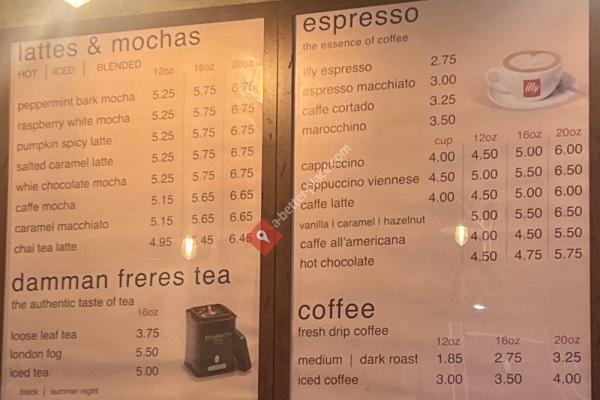 lattes & mochas
HOT | ICED | BLENDED 12oz 16oz 20oz
peppermint bark mocha 5.25 5.75 6.75
raspberry white mocha 5.25 5.75 6.75
pumpkin spicy latte 5.25 5.75 6.75
salted caramel latte 5.25 5.75 6.75
whie chocolate mocha 5.25 5.75 6.75
caffe mocha 5.15 5.65 6.65
caramel macchiato 5.15 5.65 6.65
chai tea latte 4.95 .45 6.45
damman freres tea
the authentic taste of tea
16oz
loose leaf tea 3.75
london fog 5.50
iced tea 5.00
black | summer night
espresso
the essence of coffee
illy espresso 2.75
espresso macchiato 3.00
caffe cortado 3.25
marocchino 3.50
illy
cup 12oz 16oz 20oz
cappuccino 4.00 4.50 5.00 6.00
cappuccino viennese 4.50 5.00 5.50 6.50
caffe latte 4.00 4.50 5.00 6.00
vanilla | caramel | hazelnut 5.00 5.50 6.50
caffe all'americana 4.00 4.50 5.50
hot chocolate 4.50 4.75 5.75
coffee
fresh drip coffee
12oz 16oz 20oz
medium | dark roast 1.85 2.75 3.25
iced coffee 3.00 3.50 4.00
a-betterplace.com